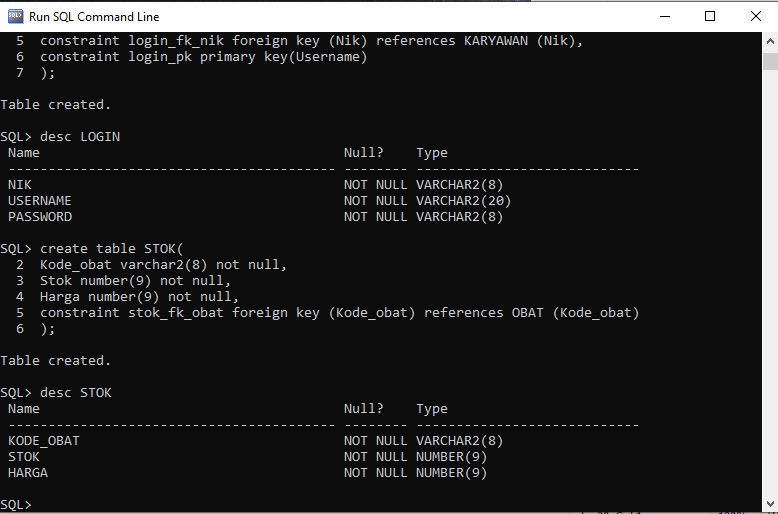 Run SQL Command Line
5 constraint login_fk_nik foreign key (Nik) references KARYAWAN (Nik),
6 constraint login_pk primary key(Username)
7 );
Table created.
SQL> desc LOGIN
Name Null? Type
----------------------------------------- -------- ----------------------------
NIK NOT NULL VARCHAR2(8)
USERNAME NOT NULL VARCHAR2(20)
PASSWORD NOT NULL VARCHAR2(8)
SQL> create table STOK(
2 Kode_obat varchar2(8) not null,
3 Stok number(9) not null,
4 Harga number(9) not null,
5 constraint stok_fk_obat foreign key (Kode_obat) references OBAT (Kode_obat)
6 );
Table created.
SQL> desc STOK
Name Null? Type
----------------------------------------- -------- ----------------------------
KODE_OBAT NOT NULL VARCHAR2(8)
STOK NOT NULL NUMBER(9)
HARGA NOT NULL NUMBER(9)
SQL>